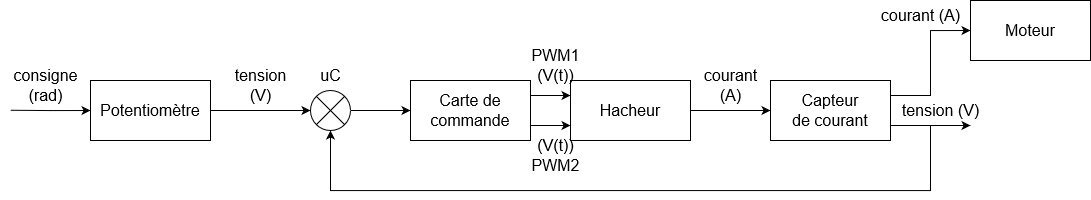 consigne
(rad)
Potentiomètre
tension
(V)
uC
Carte de
commande
PWM1
(V(t))
(V(t))
PWM2
Hacheur
courant
(A)
Capteur
de courant
courant (A)
tension (V)
Moteur